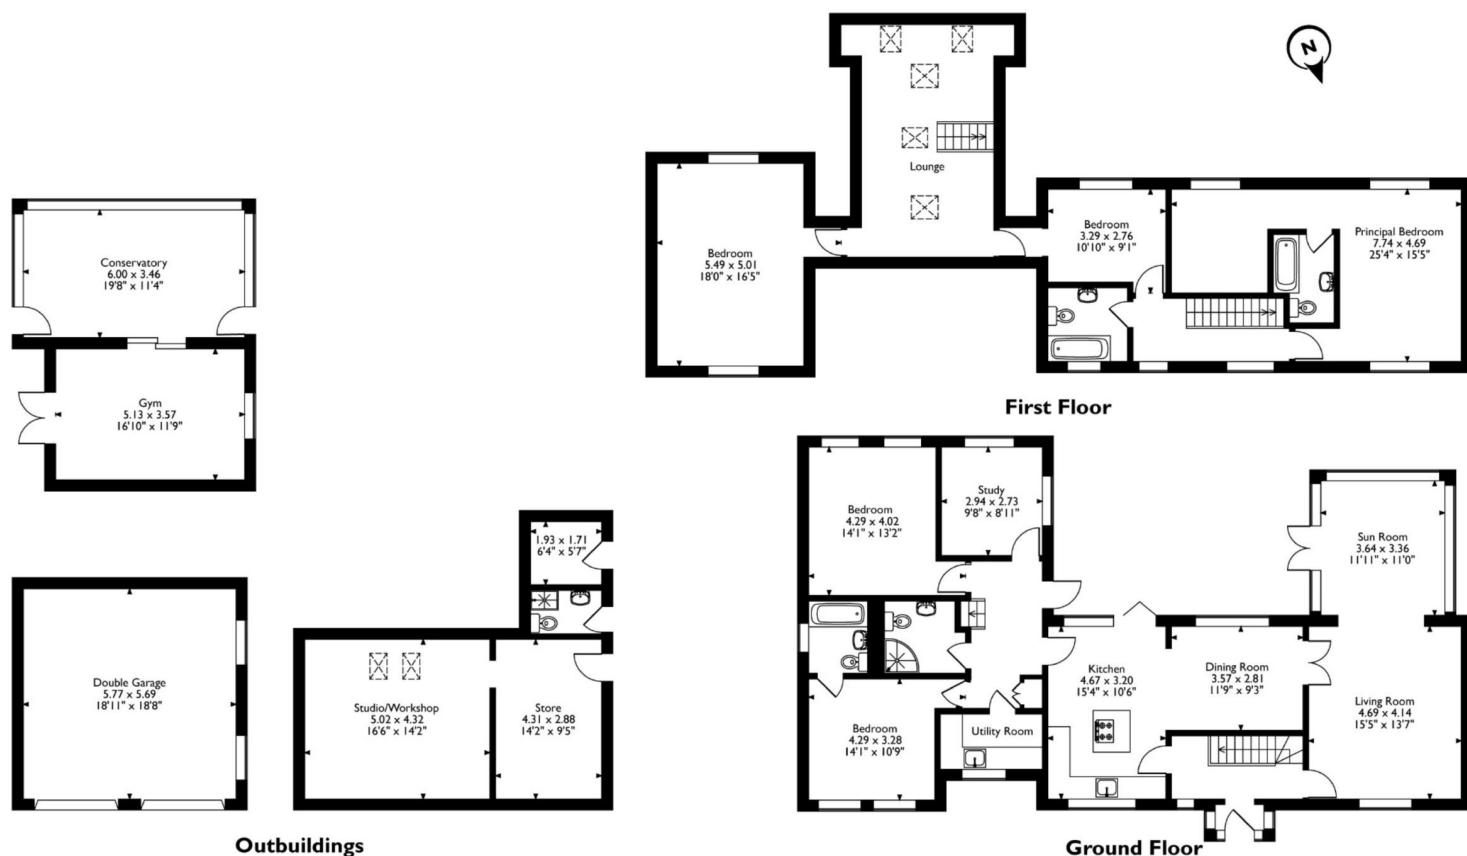 N
Lounge
Bedroom
5.49 x 5.01
18'0" x 16'5"
Bedroom
3.29 x 2.76
10'10" x 9'1"
Principal Bedroom
7.74 x 4.69
25'4" x 15'5"
First Floor
Conservatory
6.00 x 3.46
19'8" x 11'4"
Gym
5.13 x 3.57
16'10" x 11'9"
1.93 x 1.71
6'4" x 5'7"
Double Garage
5.77 x 5.69
18'11" x 18'8"
Studio/Workshop
5.02 x 4.32
16'6" x 14'2"
Store
4.31 x 2.88
14'2" x 9'5"
Outbuildings
Bedroom
4.29 x 4.02
14'1" x 13'2"
Study
2.94 x 2.73
9'8" x 8'11"
Sun Room
3.64 x 3.36
11'11" x 11'0"
Kitchen
4.67 x 3.20
15'4" x 10'6"
Dining Room
3.57 x 2.81
11'9" x 9'3"
Living Room
4.69 x 4.14
15'5" x 13'7"
Bedroom
4.29 x 3.28
14'1" x 10'9"
Utility Room
Ground Floor